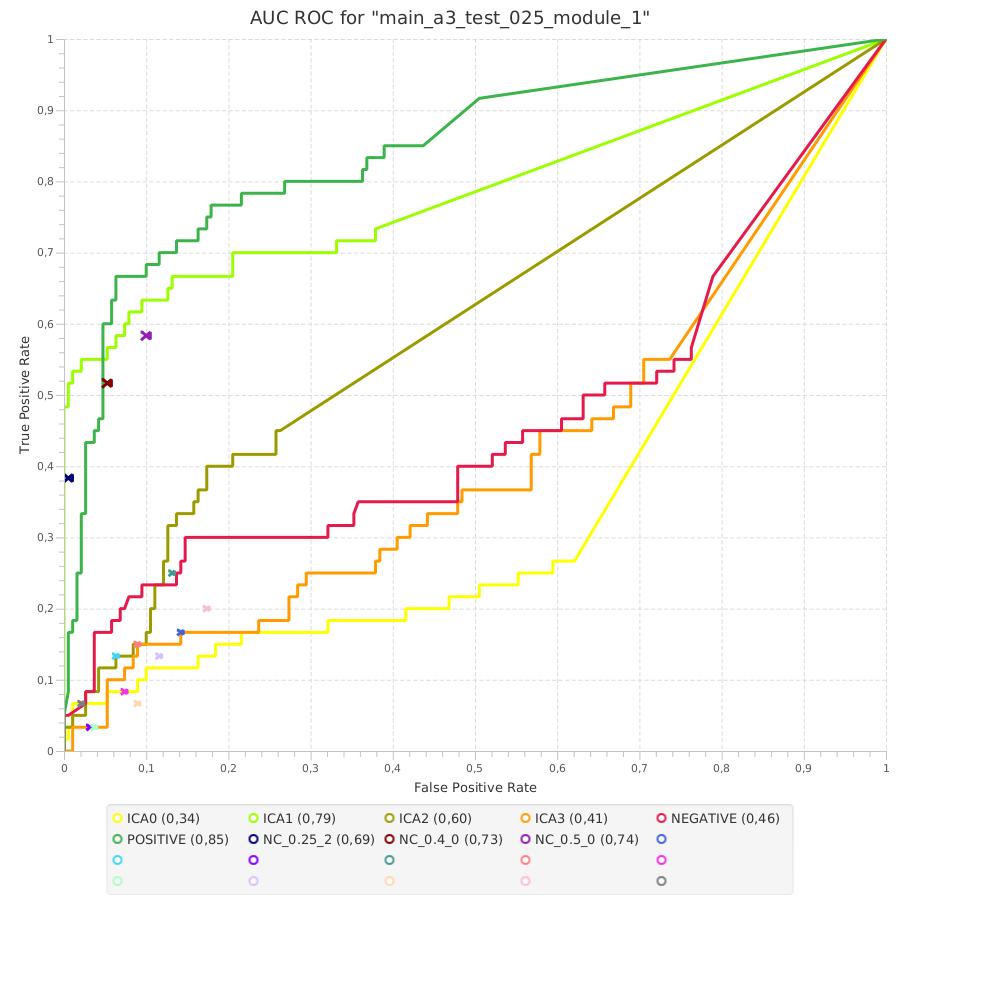 AUC ROC for "main_a3_test_025_module_1"
1
0,9
0,8
0,7
0,6
0,5
0,4
0,3
0,2
0,1
0
True Positive Rate
0 0,1 0,2 0,3 0,4 0,5 0,6 0,7 0,8 0,9 1
False Positive Rate
ICA0 (0,34) ICA1 (0,79) ICA2 (0,60) ICA3 (0,41) NEGATIVE (0,46)
POSITIVE (0,85) NC_0.25_2 (0,69) NC_0.4_0 (0,73) NC_0.5_0 (0,74)